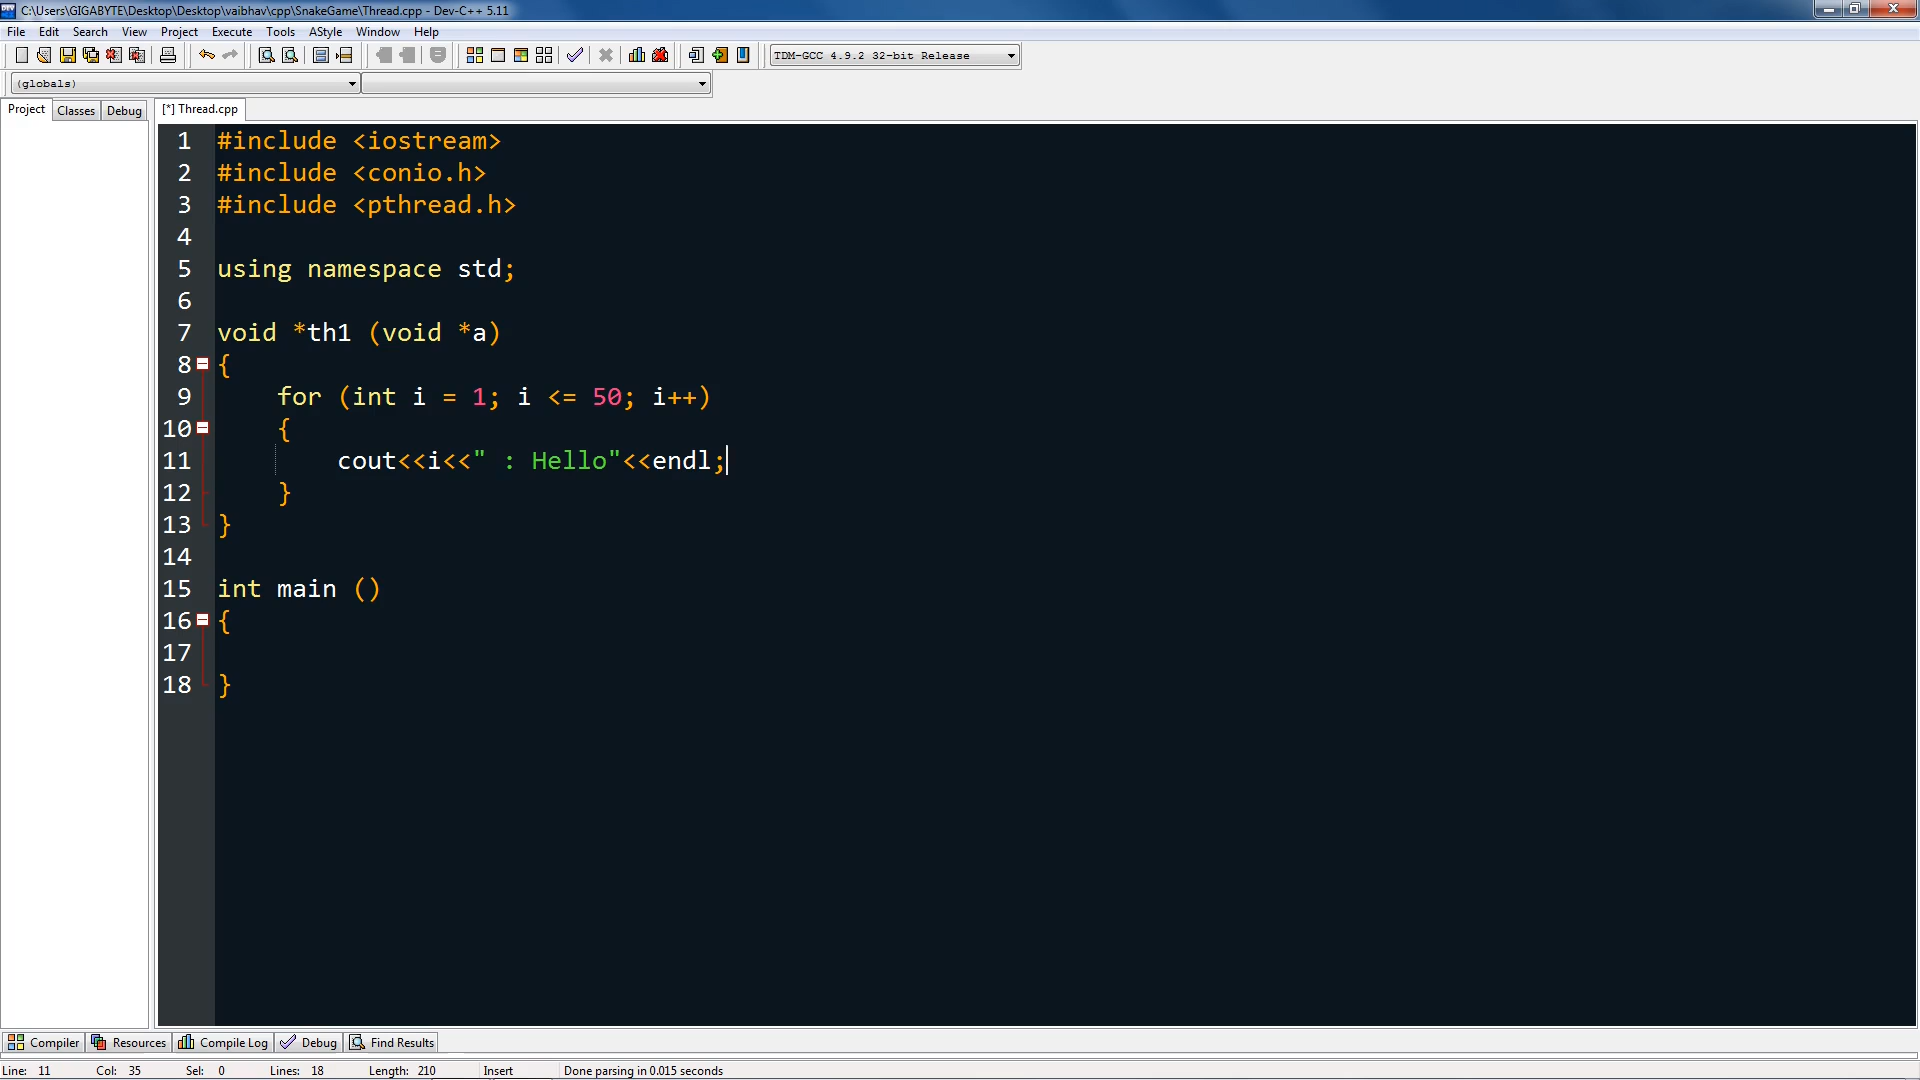 C:\Users\GIGABYTE\Desktop\Desktop\vaibhav\cpp\SnakeGame\Thread.cpp - Dev-C++ 5.11
File Edit Search View Project Execute Tools AStyle Window Help
TDM-GCC 4.9.2 32-bit Release
(globals)
Project Classes Debug [*] Thread.cpp
1 #include <iostream>
2 #include <conio.h>
3 #include <pthread.h>
4
5 using namespace std;
6
7 void *th1 (void *a)
8 {
9 for (int i = 1; i <= 50; i++)
10 {
11 cout<<i<<" : Hello"<<endl;
12 }
13 }
14
15 int main ()
16 {
17
18 }
Compiler Resources Compile Log Debug Find Results
Line: 11 Col: 35 Sel: 0 Lines: 18 Length: 210 Insert Done parsing in 0.015 seconds